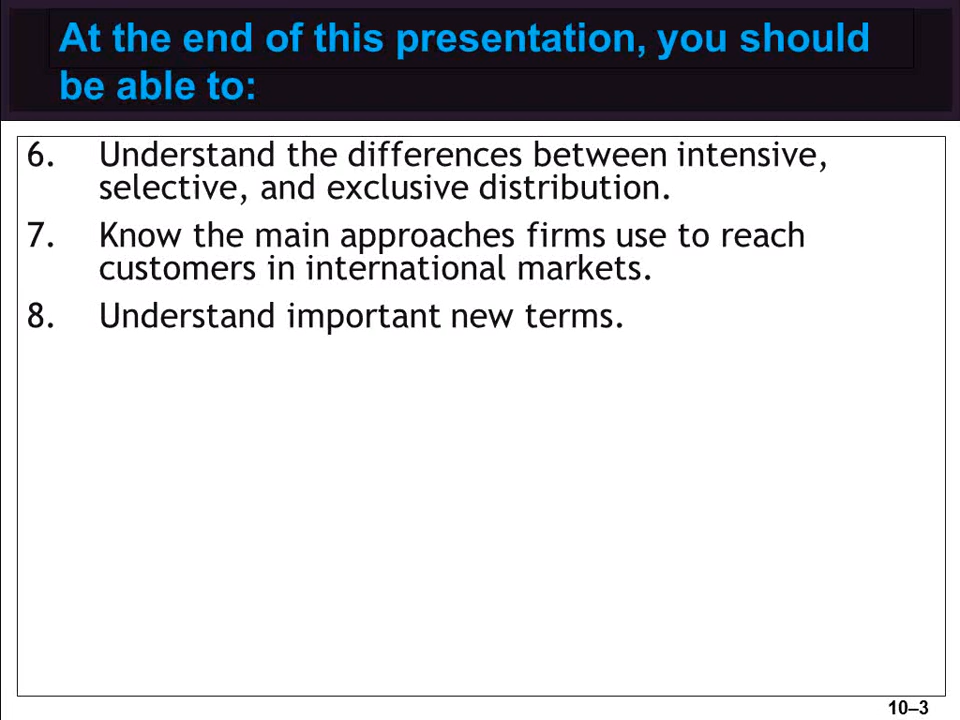 At the end of this presentation, you should
be able to:
6. Understand the differences between intensive,
selective, and exclusive distribution.
7. Know the main approaches firms use to reach
customers in international markets.
8. Understand important new terms.
10–3